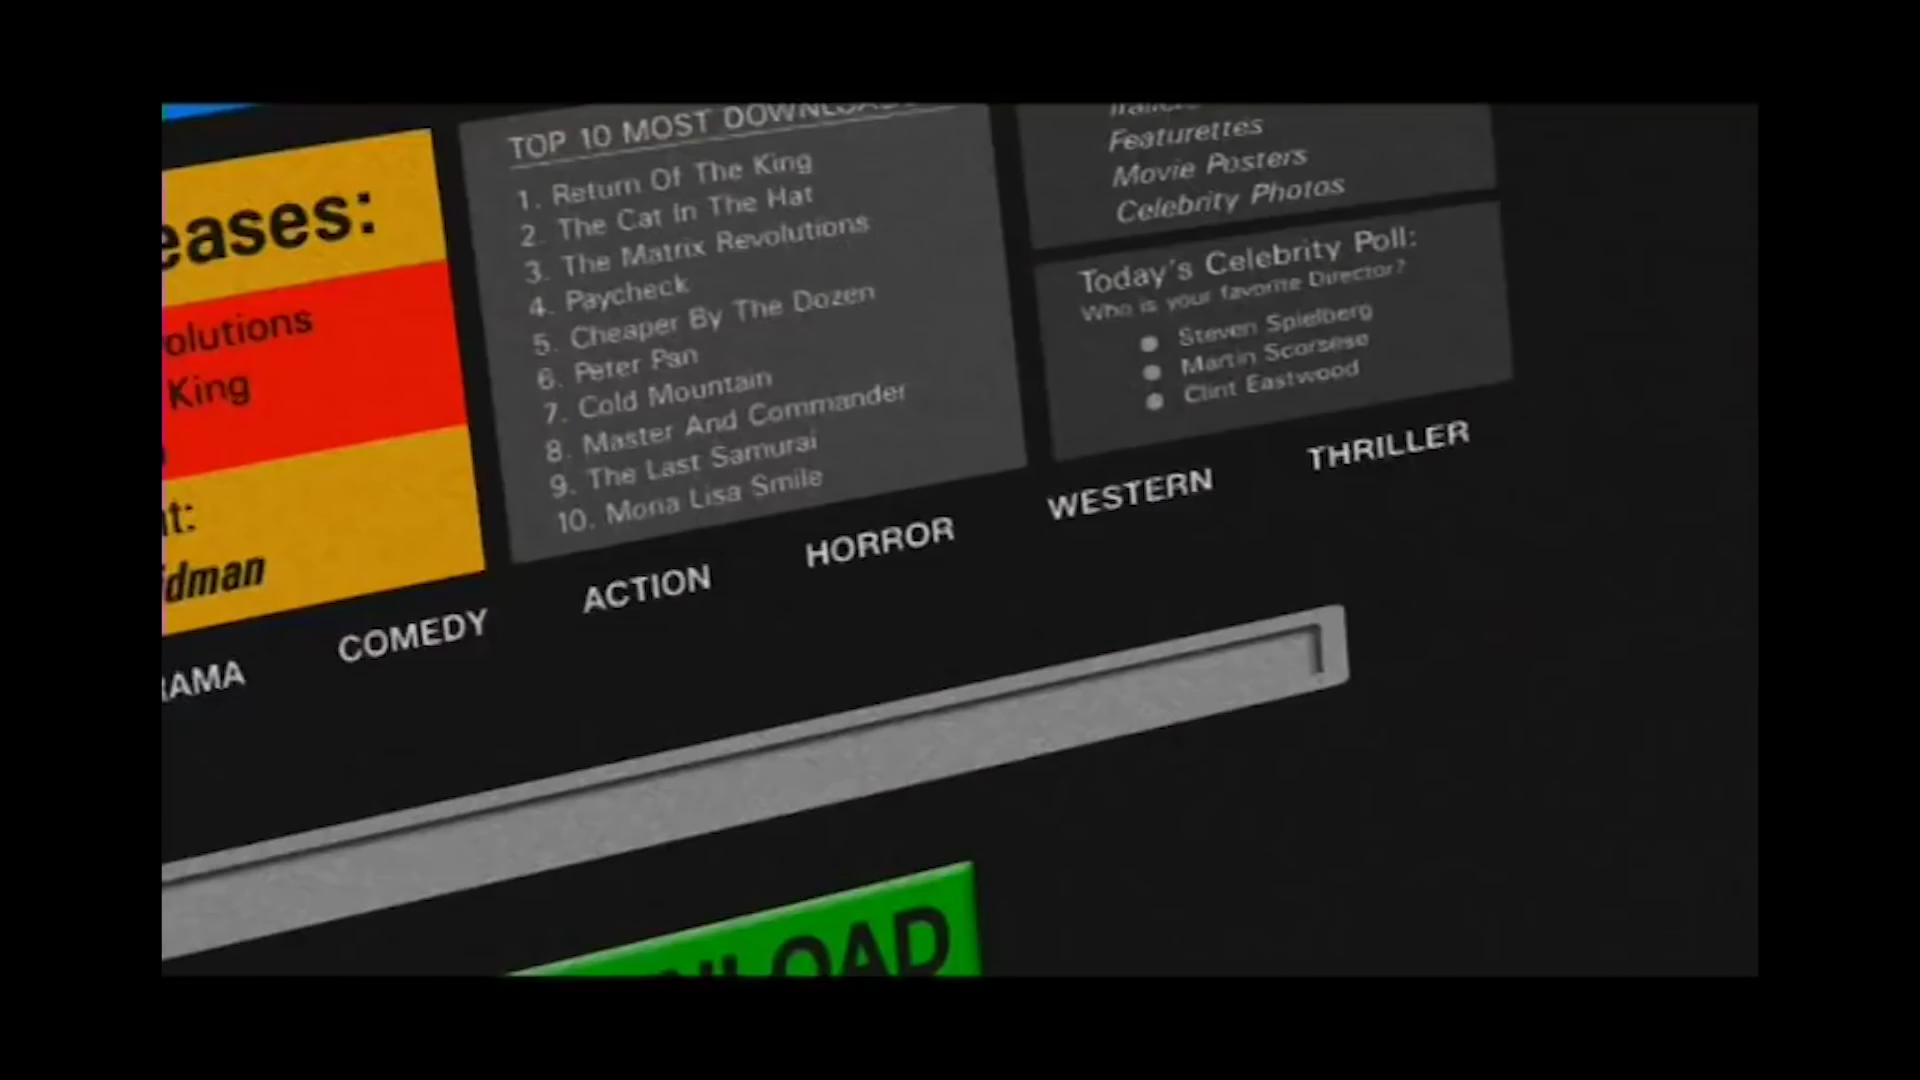 eases:
olutions
King
t:
idman
TOP 10 MOST
1. Return Of The King
2. The Cat In The Hat
3. The Matrix Revolutions
4. Paycheck
5. Cheaper By The Dozen
6. Peter Pan
7. Cold Mountain
8. Master And Commander
9. The Last Samurai
10. Mona Lisa Smile
Featurettes
Movie Posters
Celebrity Photos
Today's Celebrity Poll:
Who is your favorite Director?
Steven Spielberg
Martin Scorsese
Clint Eastwood
RAMA COMEDY ACTION HORROR WESTERN THRILLER
NLOAD